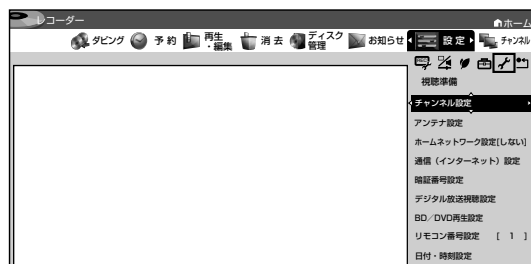 レコーダー
ホーム
ダビング
予約
再生・編集
消去
ディスク管理
お知らせ
設定
チャンネル
視聴準備
チャンネル設定
アンテナ設定
ホームネットワーク設定[しない]
通信（インターネット）設定
暗証番号設定
デジタル放送視聴設定
BD／DVD再生設定
リモコン番号設定 [ 1 ]
日付・時刻設定